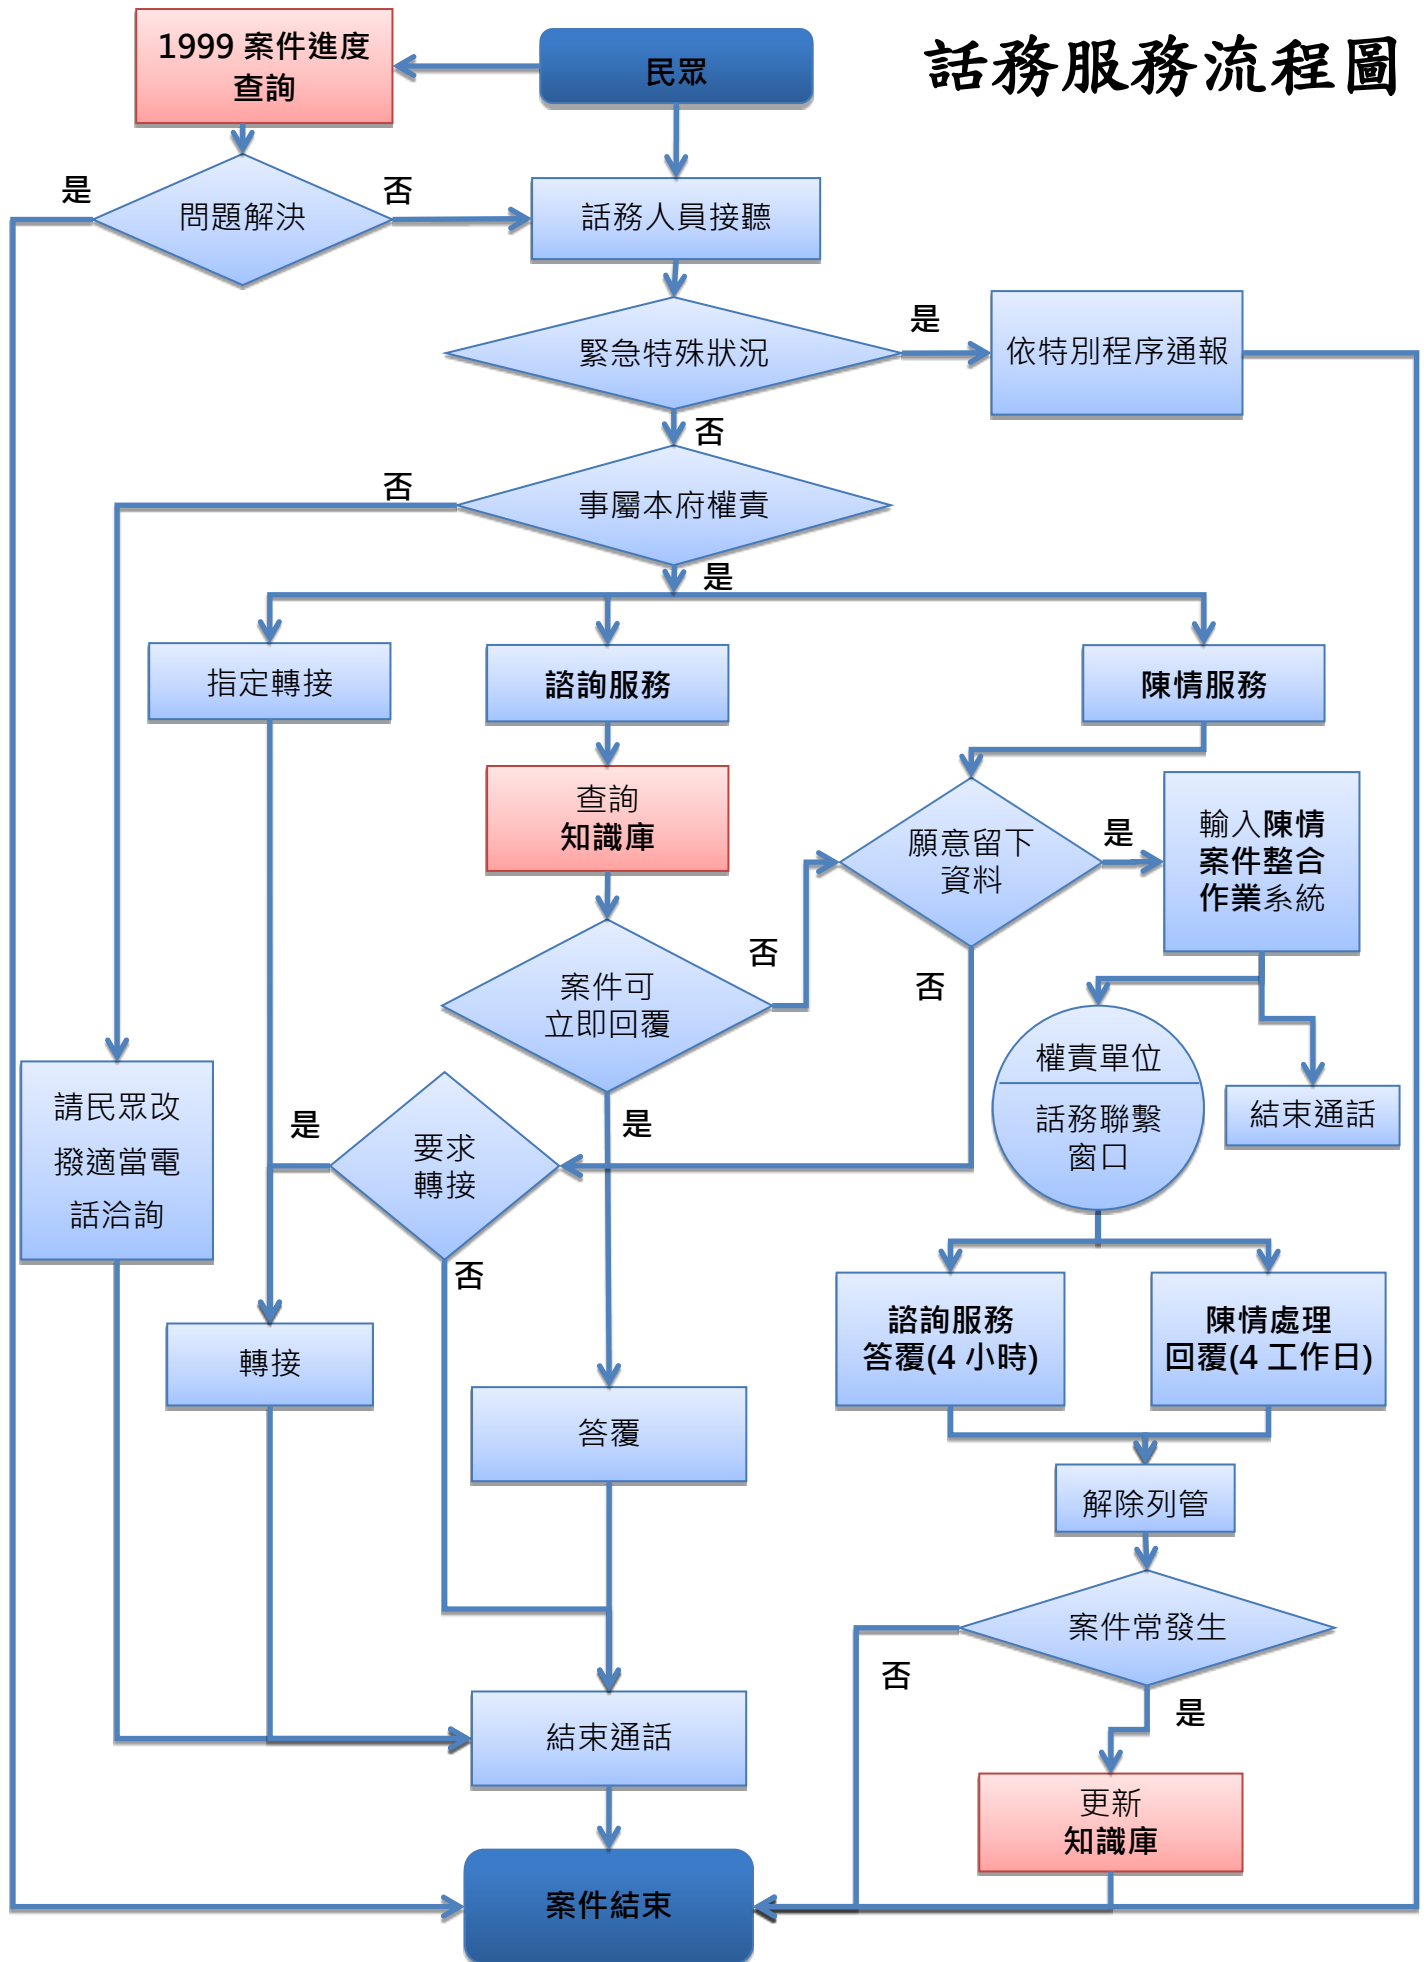 話務服務流程圖
1999 案件進度
查詢
民眾
是
問題解決
否
話務人員接聽
緊急特殊狀況
是
依特別程序通報
否
否
事屬本府權責
是
指定轉接
諮詢服務
陳情服務
查詢
知識庫
願意留下
資料
是
輸入陳情
案件整合
作業系統
案件可
立即回覆
否
否
權責單位
話務聯繫
窗口
結束通話
請民眾改
撥適當電
話洽詢
是
要求
轉接
是
否
轉接
諮詢服務
答覆(4 小時)
陳情處理
回覆(4 工作日)
答覆
解除列管
案件常發生
否
是
結束通話
更新
知識庫
案件結束